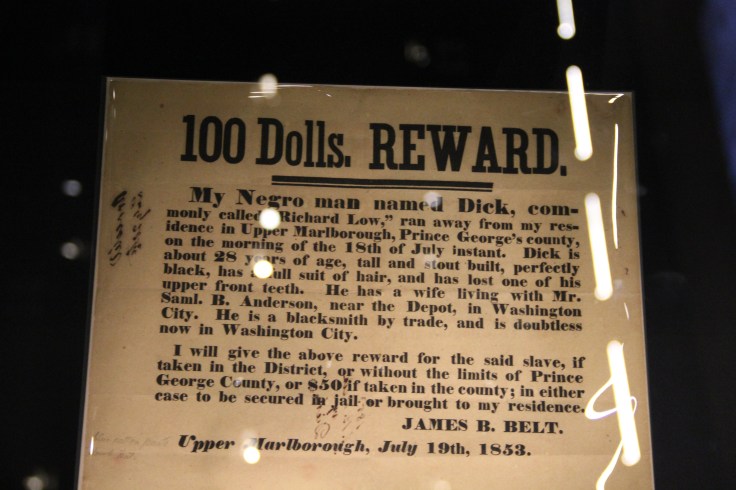 100 Dolls. REWARD.
My Negro man named Dick, com-
monly called "Richard Low," ran away from my res-
idence in Upper Marlborough, Prince George's county,
on the morning of the 18th of July instant. Dick is
about 28 years of age, tall and stout built, perfectly
black, has a full suit of hair, and has lost one of his
upper front teeth. He has a wife living with Mr.
Saml. B. Anderson, near the Depot, in Washington
City. He is a blacksmith by trade, and is doubtless
now in Washington City.
I will give the above reward for the said slave, if
taken in the District, or without the limits of Prince
George County, or $50 if taken in the county; in either
case to be secured in jail or brought to my residence.
JAMES B. BELT.
Upper Marlborough, July 19th, 1853.